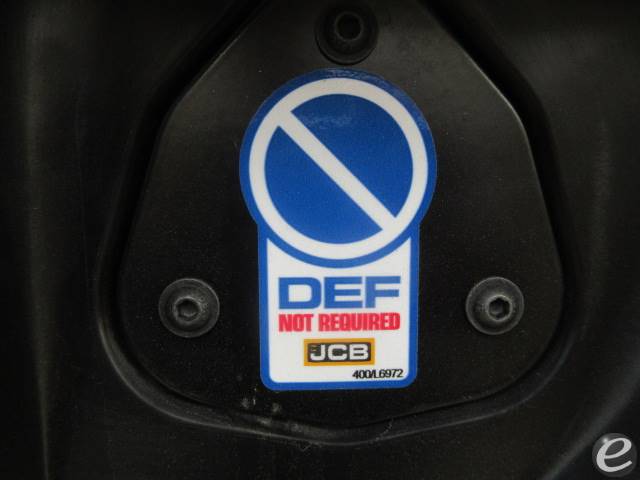 DEF
NOT REQUIRED
JCB
400/L6972
e